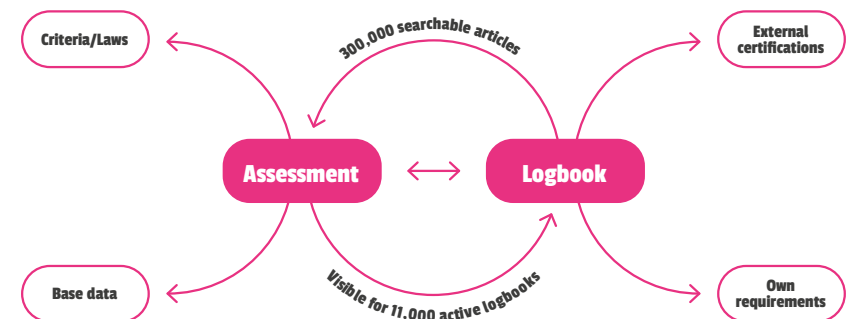 Criteria/Laws
300,000 searchable articles
External
certifications
Assessment
Logbook
Base data
Visible for 11,000 active logbooks
Own
requirements